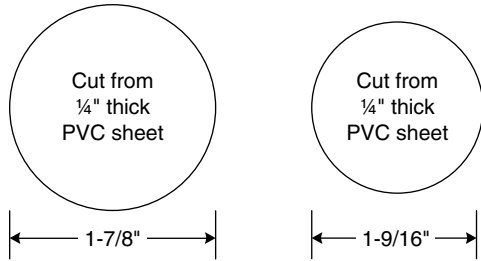 Cut from
¼" thick
PVC sheet
1-7/8"
Cut from
¼" thick
PVC sheet
1-9/16"